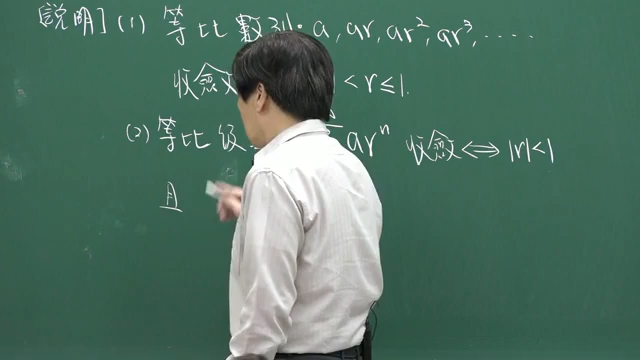 [說明](1) 等比數列: a, ar, ar², ar³, .....
收斂 < r ≤ 1.
(2) 等比級 arⁿ 收斂 ⇔ |r|<1
且